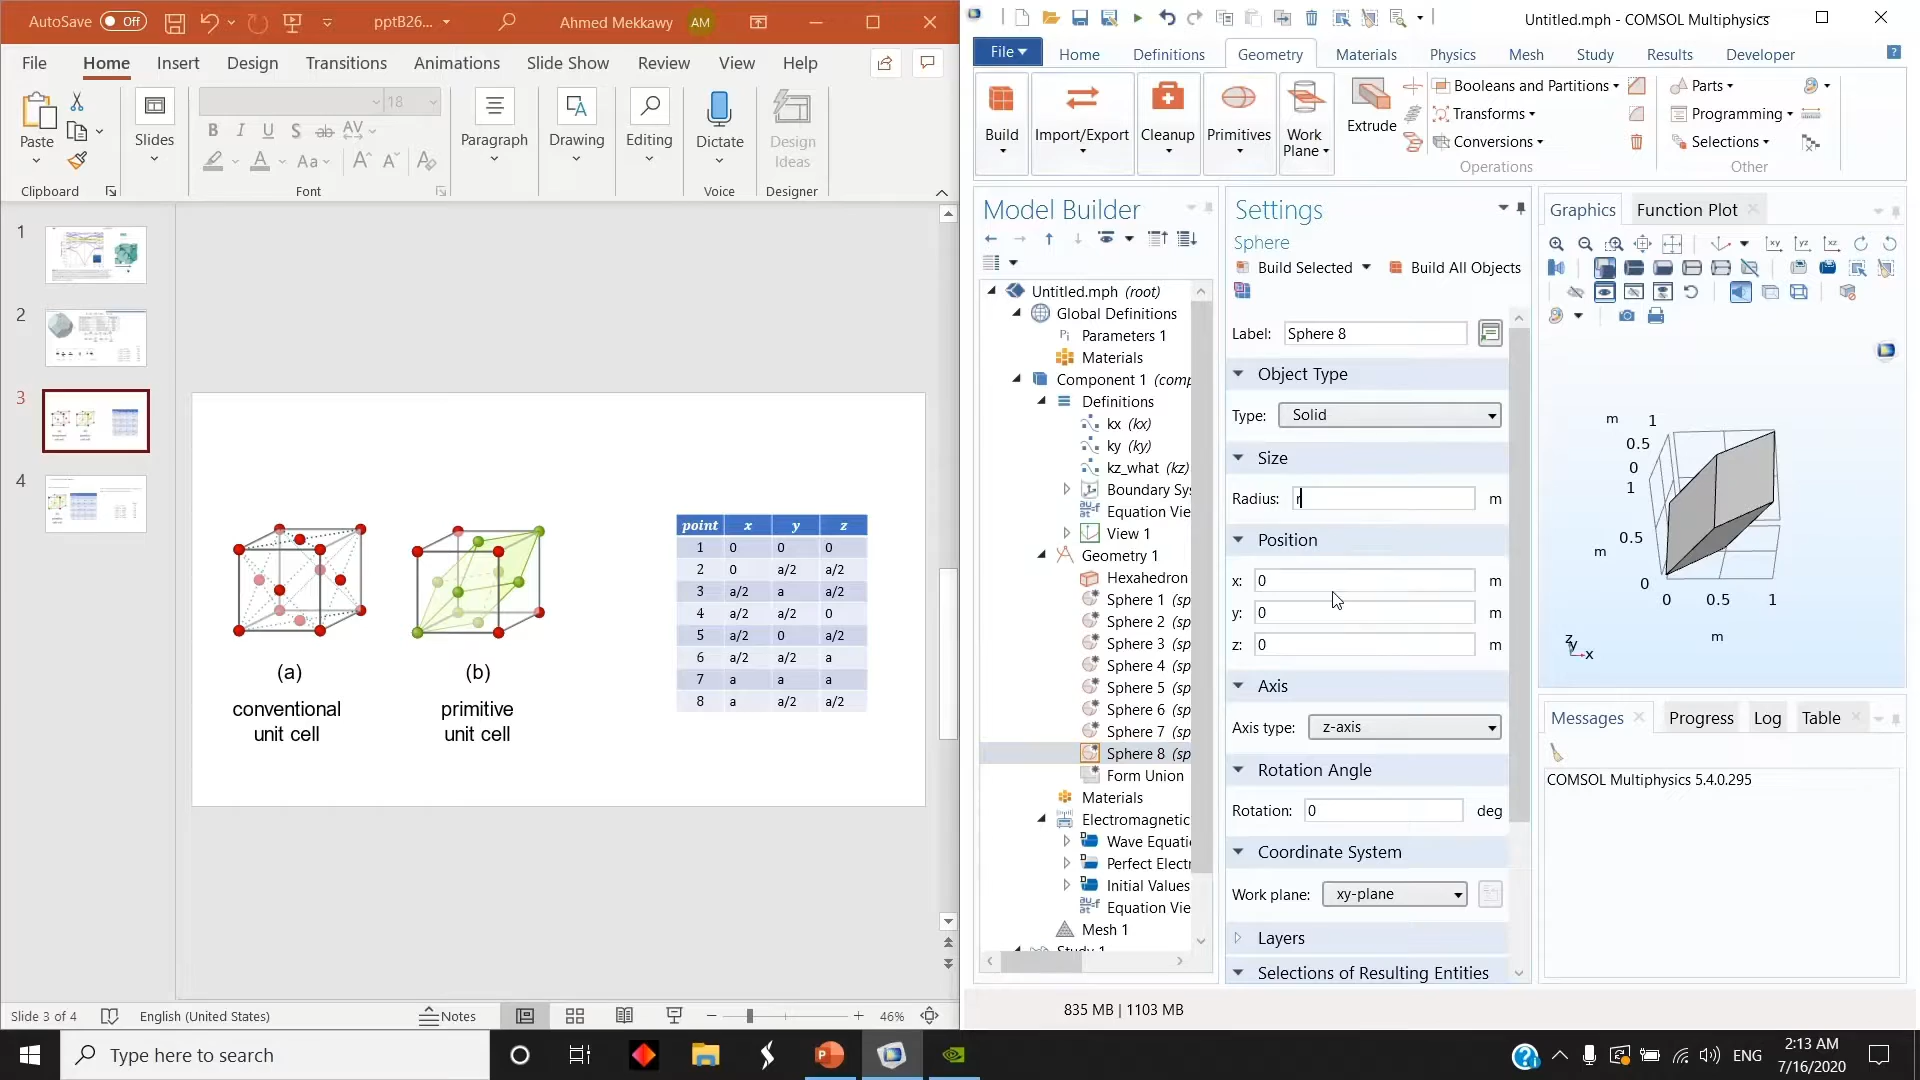 AutoSave Off pptB26... Ahmed Mekkawy AM
File Home Insert Design Transitions Animations Slide Show Review View Help
Paste Slides 18 Paragraph Drawing Editing Dictate Design Ideas
B I U S ab AV
A Aa A A A
Clipboard Font Voice Designer
1
2
3
4
(a) (b)
conventional unit cell
primitive unit cell
point x y z
1 0 0 0
2 0 a/2 a/2
3 a/2 a a/2
4 a/2 a/2 0
5 a/2 0 a/2
6 a/2 a/2 a
7 a a a
8 a a/2 a/2
Slide 3 of 4 English (United States) Notes 46%
Untitled.mph - COMSOL Multiphysics
File Home Definitions Geometry Materials Physics Mesh Study Results Developer
Build Import/Export Cleanup Primitives Work Plane Extrude
Booleans and Partitions
Transforms
Conversions
Operations
Parts
Programming
Selections
Other
Model Builder
Untitled.mph (root)
Global Definitions
Pi Parameters 1
Materials
Component 1 (comp
Definitions
kx (kx)
ky (ky)
kz_what (kz)
Boundary Sys
Equation Vie
View 1
Geometry 1
Hexahedron
Sphere 1 (sp
Sphere 2 (sp
Sphere 3 (sp
Sphere 4 (sp
Sphere 5 (sp
Sphere 6 (sp
Sphere 7 (sp
Sphere 8 (sp
Form Union
Materials
Electromagnetic
Wave Equati
Perfect Electr
Initial Values
Equation Vie
Mesh 1
Study 1
Settings
Sphere
Build Selected Build All Objects
Label: Sphere 8
Object Type
Type: Solid
Size
Radius: r m
Position
x: 0 m
y: 0 m
z: 0 m
Axis
Axis type: z-axis
Rotation Angle
Rotation: 0 deg
Coordinate System
Work plane: xy-plane
Layers
Selections of Resulting Entities
Graphics Function Plot
xy yz xz
m 1
0.5
0
1
0.5
m
0
0 0.5 1
m
z
y
x
Messages Progress Log Table
COMSOL Multiphysics 5.4.0.295
835 MB | 1103 MB
Type here to search
ENG
2:13 AM
7/16/2020